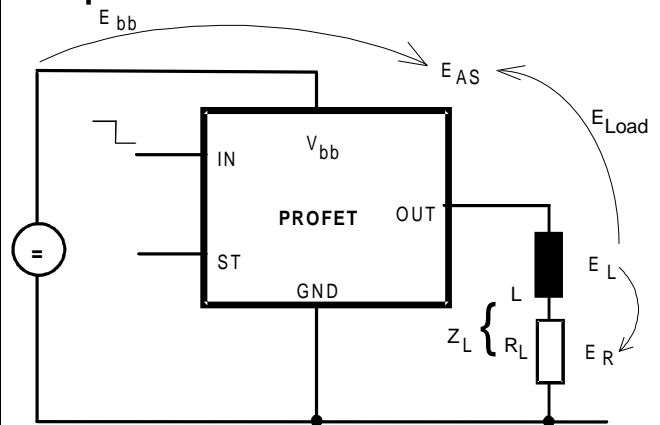 E bb
E AS
E Load
IN
V bb
PROFET
OUT
=
ST
GND
L
E L
Z L {
R L
E R